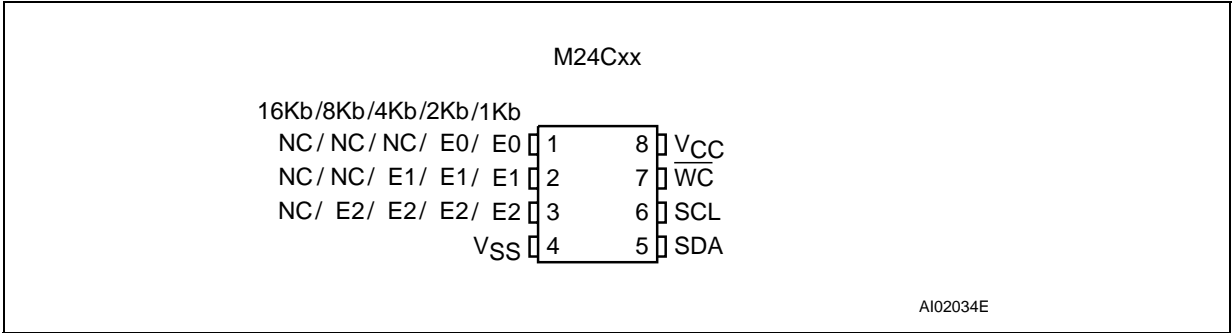 M24Cxx
16Kb/8Kb/4Kb/2Kb/1Kb
NC/ NC/ NC/ E0/ E0 1 8 VCC
NC/ NC/ E1/ E1/ E1 2 7 WC
NC/ E2/ E2/ E2/ E2 3 6 SCL
VSS 4 5 SDA
AI02034E